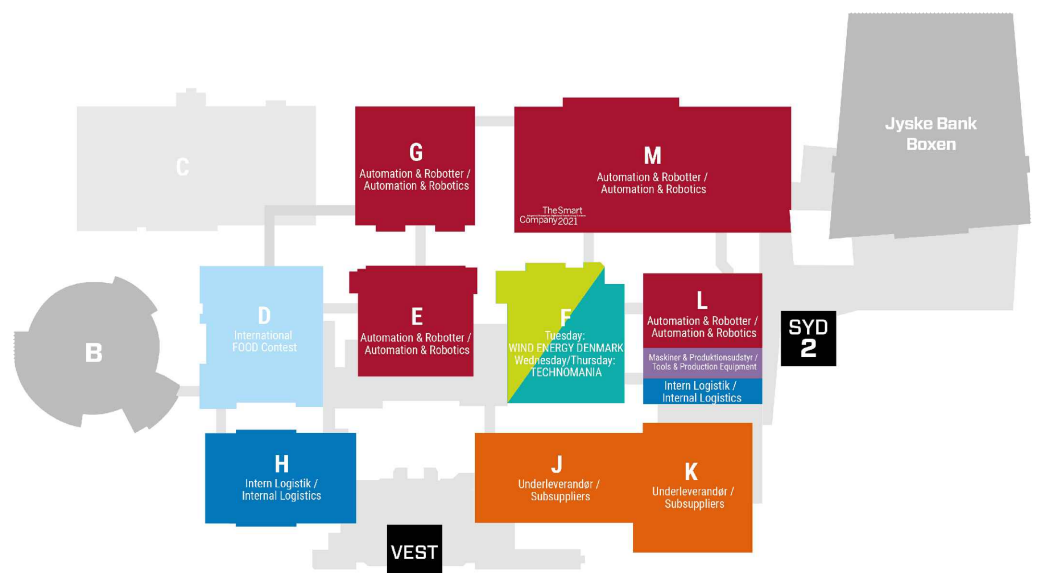 Jyske Bank
Boxen
C
G
Automation & Robotter /
Automation & Robotics
M
Automation & Robotter /
Automation & Robotics
TheSmart
Company2021
B
D
International
FOOD Contest
E
Automation & Robotter /
Automation & Robotics
F
Tuesday:
WIND ENERGY DENMARK
Wednesday/Thursday:
TECHNOMANIA
L
Automation & Robotter /
Automation & Robotics
Maskiner & Produktionsudstyr /
Tools & Production Equipment
Intern Logistik /
Internal Logistics
SYD
2
H
Intern Logistik /
Internal Logistics
J
Underleverandør /
Subsuppliers
K
Underleverandør /
Subsuppliers
VEST